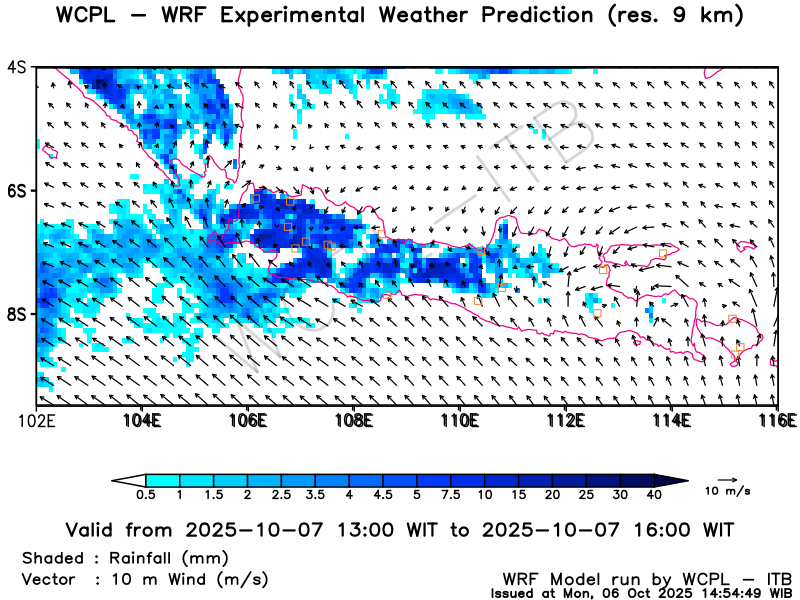 WCPL − WRF Experimental Weather Prediction (res. 9 km)
4S
6S
8S
WCPL − ITB
102E 104E 106E 108E 110E 112E 114E 116E
0.5 1 1.5 2 2.5 3.5 4 4.5 5 7.5 10 15 20 25 30 40
10 m/s
Valid from 2025−10−07 13:00 WIT to 2025−10−07 16:00 WIT
Shaded : Rainfall (mm)
Vector : 10 m Wind (m/s)
WRF Model run by WCPL − ITB
Issued at Mon, 06 Oct 2025 14:54:49 WIB